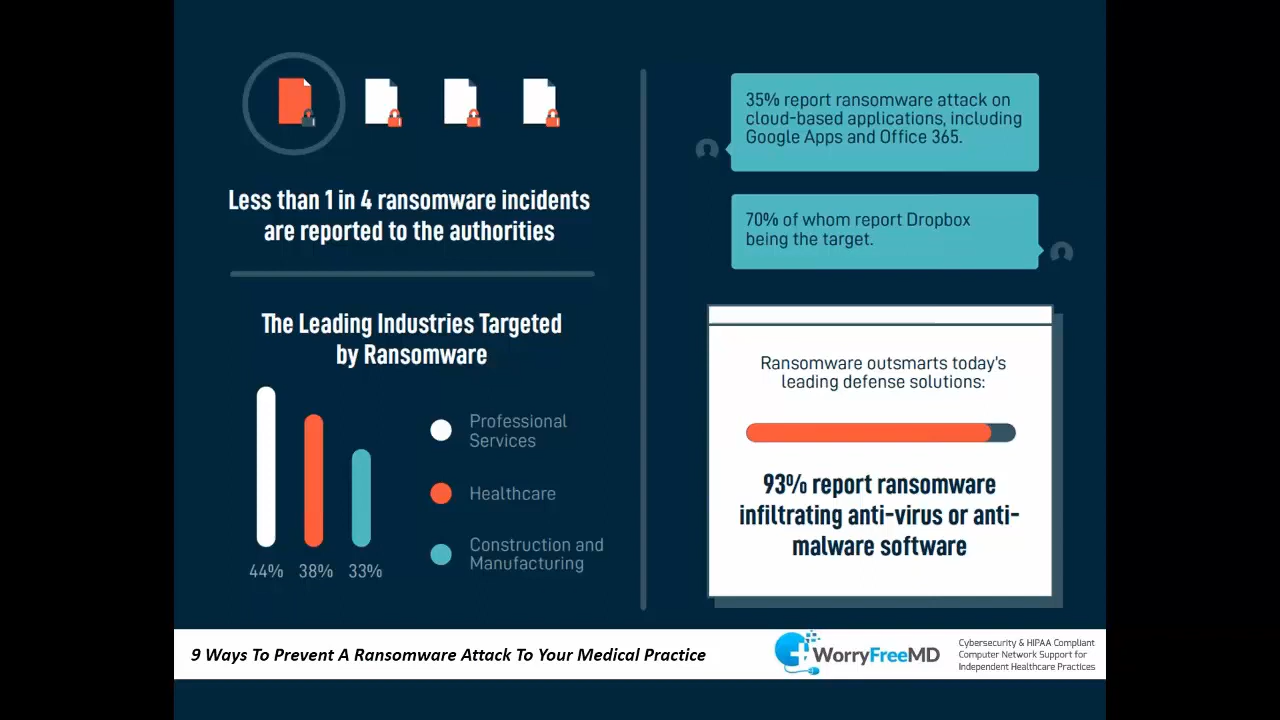 Less than 1 in 4 ransomware incidents
are reported to the authorities
The Leading Industries Targeted
by Ransomware
44% 38% 33%
Professional
Services
Healthcare
Construction and
Manufacturing
35% report ransomware attack on
cloud-based applications, including
Google Apps and Office 365.
70% of whom report Dropbox
being the target.
Ransomware outsmarts today's
leading defense solutions:
93% report ransomware
infiltrating anti-virus or anti-
malware software
9 Ways To Prevent A Ransomware Attack To Your Medical Practice
WorryFreeMD
Cybersecurity & HIPAA Compliant
Computer Network Support for
Independent Healthcare Practices